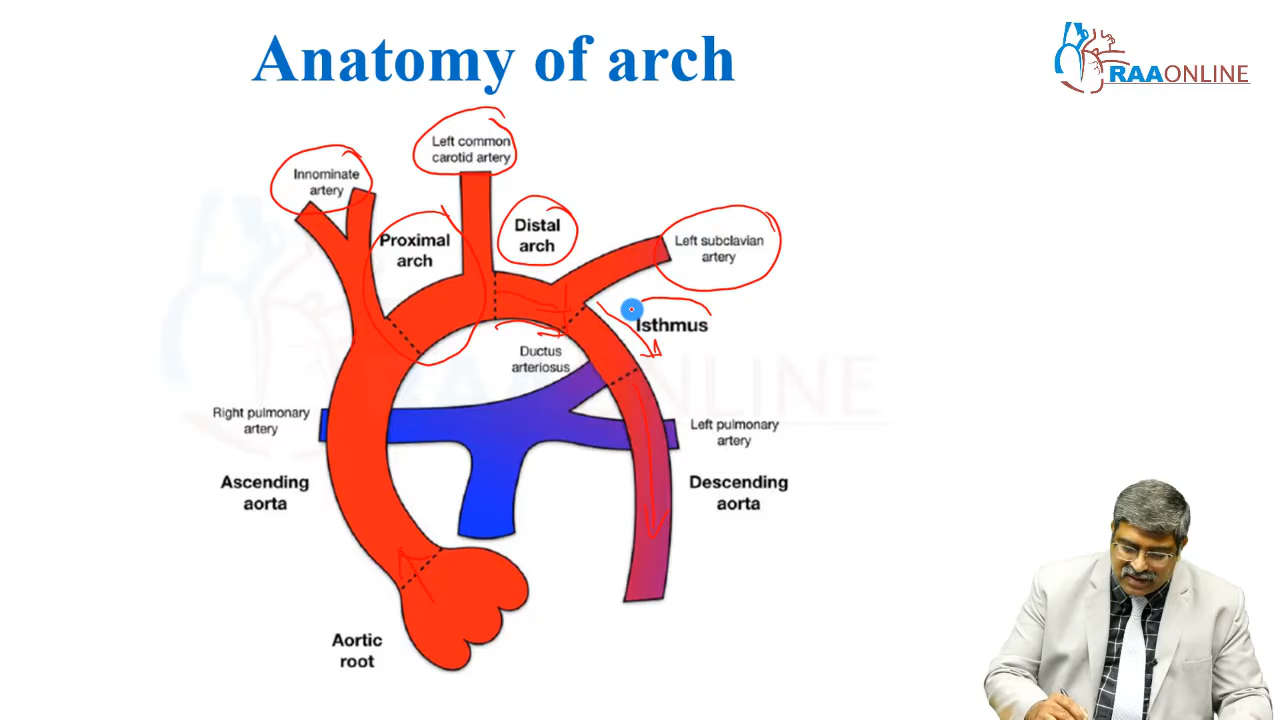 Anatomy of arch
RAAONLINE
Left common
carotid artery
Innominate
artery
Proximal
arch
Distal
arch
Left subclavian
artery
Isthmus
Ductus
arteriosus
Right pulmonary
artery
Left pulmonary
artery
Ascending
aorta
Descending
aorta
Aortic
root
RAAONLINE